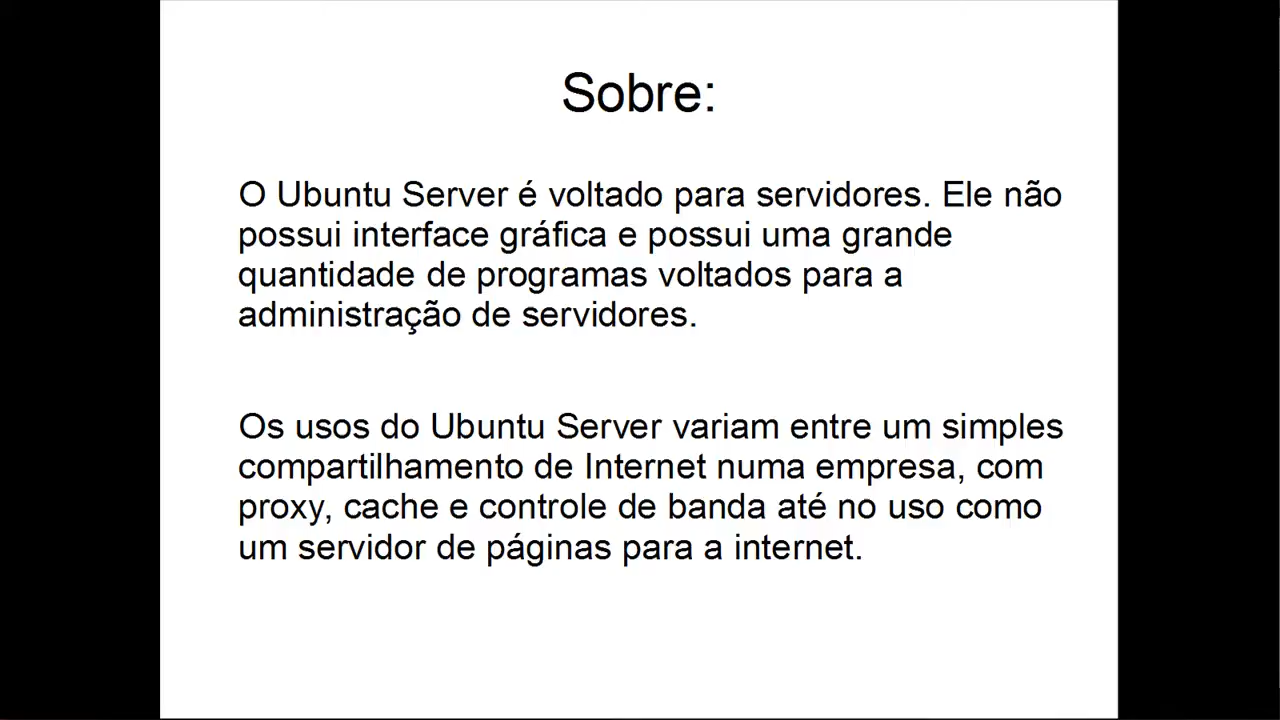 Sobre:
O Ubuntu Server é voltado para servidores. Ele não
possui interface gráfica e possui uma grande
quantidade de programas voltados para a
administração de servidores.
Os usos do Ubuntu Server variam entre um simples
compartilhamento de Internet numa empresa, com
proxy, cache e controle de banda até no uso como
um servidor de páginas para a internet.